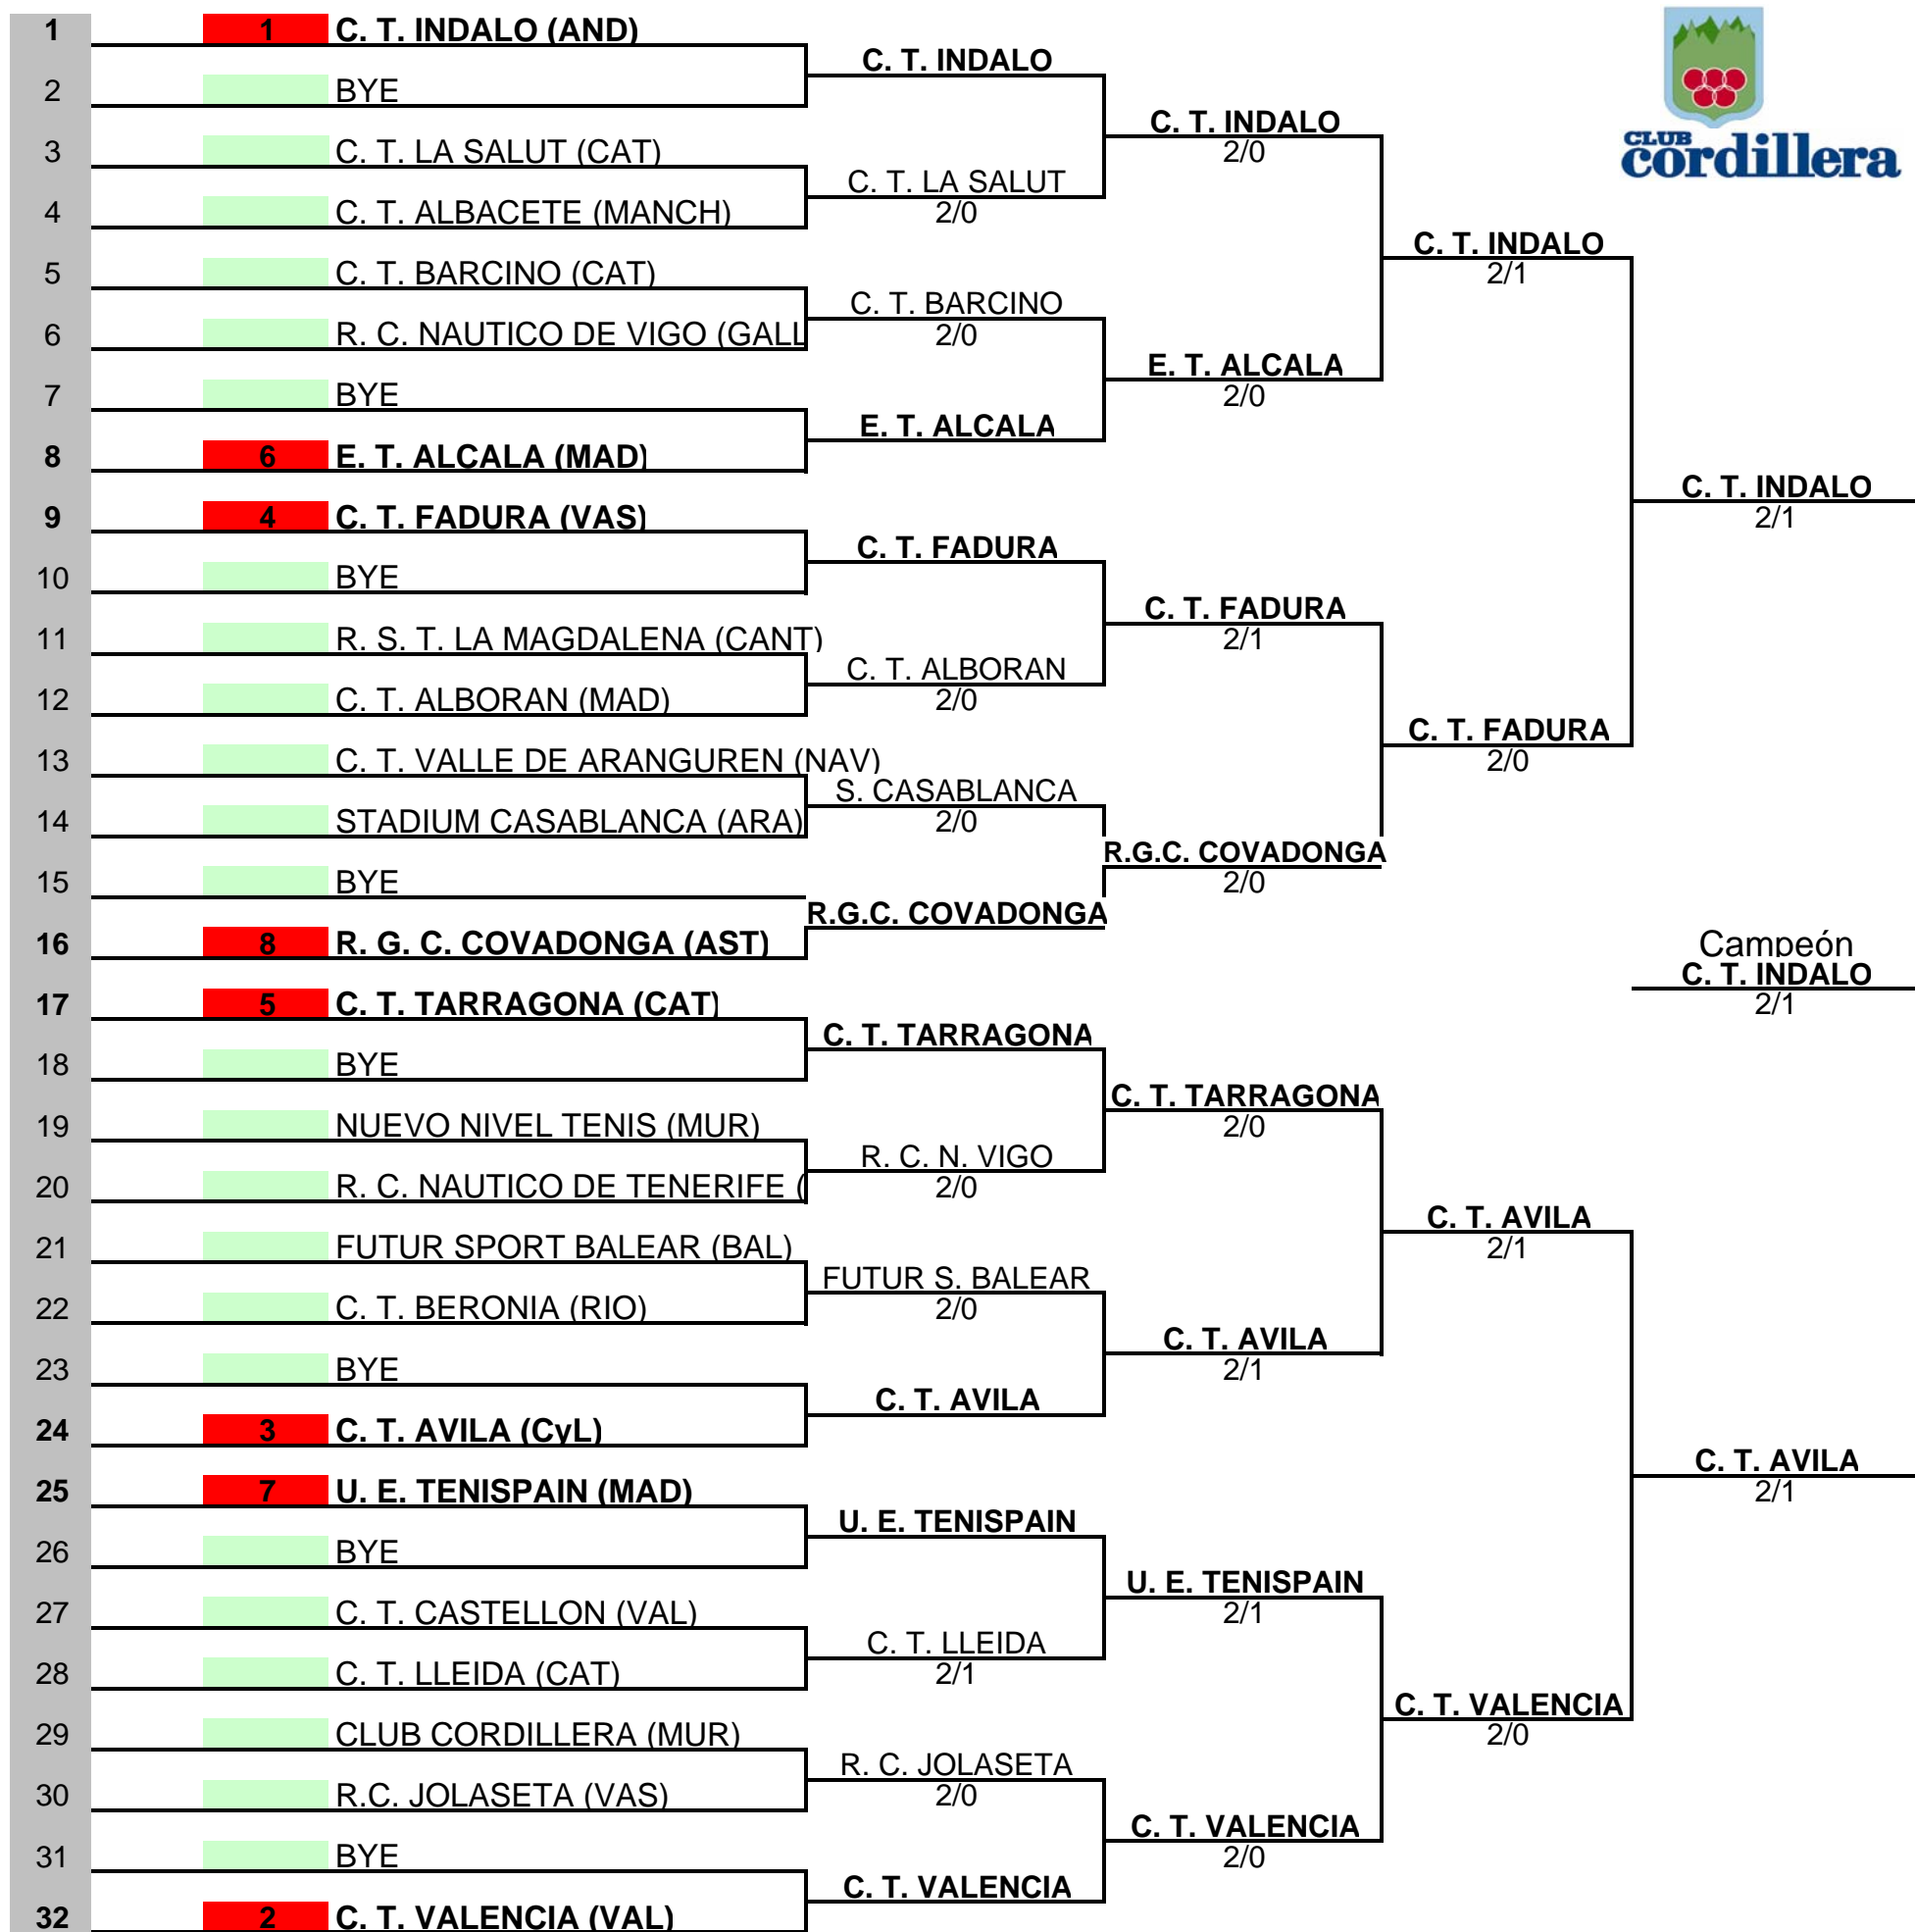 1 1 C. T. INDALO (AND)
C. T. INDALO
2 BYE
C. T. INDALO
2/0
3 C. T. LA SALUT (CAT)
CLUB
cordillera
C. T. LA SALUT
2/0
4 C. T. ALBACETE (MANCH)
C. T. INDALO
2/1
5 C. T. BARCINO (CAT)
C. T. BARCINO
2/0
6 R. C. NAUTICO DE VIGO (GALL
E. T. ALCALA
2/0
7 BYE
E. T. ALCALA
8 6 E. T. ALCALA (MAD)
C. T. INDALO
2/1
9 4 C. T. FADURA (VAS)
C. T. FADURA
10 BYE
C. T. FADURA
2/1
11 R. S. T. LA MAGDALENA (CANT)
C. T. ALBORAN
2/0
12 C. T. ALBORAN (MAD)
C. T. FADURA
2/0
13 C. T. VALLE DE ARANGUREN (NAV)
S. CASABLANCA
2/0
14 STADIUM CASABLANCA (ARA)
R.G.C. COVADONGA
2/0
15 BYE
R.G.C. COVADONGA
16 8 R. G. C. COVADONGA (AST)
Campeón
C. T. INDALO
2/1
17 5 C. T. TARRAGONA (CAT)
C. T. TARRAGONA
18 BYE
C. T. TARRAGONA
2/0
19 NUEVO NIVEL TENIS (MUR)
R. C. N. VIGO
2/0
20 R. C. NAUTICO DE TENERIFE (
C. T. AVILA
2/1
21 FUTUR SPORT BALEAR (BAL)
FUTUR S. BALEAR
2/0
22 C. T. BERONIA (RIO)
C. T. AVILA
2/1
23 BYE
C. T. AVILA
24 3 C. T. AVILA (CyL)
C. T. AVILA
2/1
25 7 U. E. TENISPAIN (MAD)
U. E. TENISPAIN
26 BYE
U. E. TENISPAIN
2/1
27 C. T. CASTELLON (VAL)
C. T. LLEIDA
2/1
28 C. T. LLEIDA (CAT)
C. T. VALENCIA
2/0
29 CLUB CORDILLERA (MUR)
R. C. JOLASETA
2/0
30 R.C. JOLASETA (VAS)
C. T. VALENCIA
2/0
31 BYE
C. T. VALENCIA
32 2 C. T. VALENCIA (VAL)